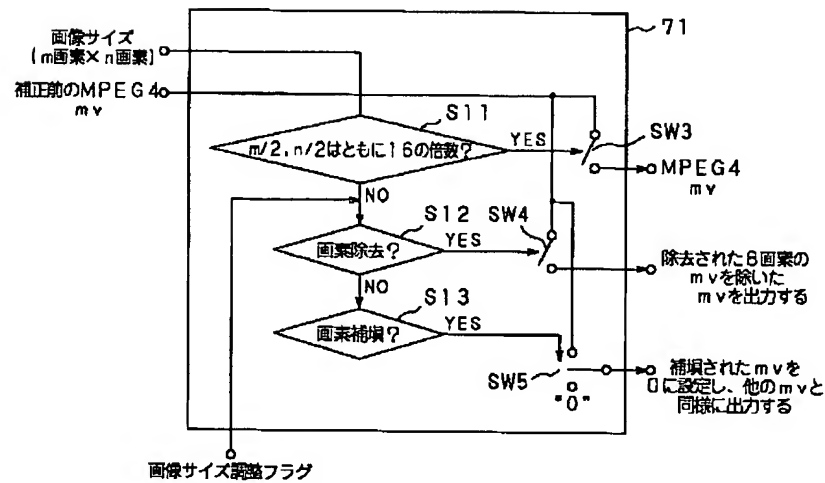 画像サイズ
(m画素×n画素)
補正前のMPEG4
mv
71
S11
m/2,n/2はともに16の倍数?
YES
SW3
MPEG4
mv
NO
S12
画素除去?
YES
SW4
除去された8画素の
mvを除いた
mvを出力する
NO
S13
画素補填?
YES
SW5
"0"
補填されたmvを
0に設定し、他のmvと
同様に出力する
画像サイズ調整フラグ